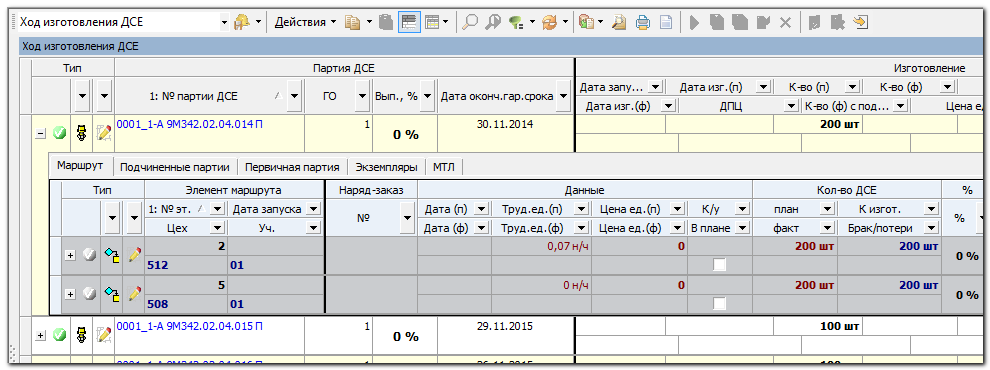 Ход изготовления ДСЕ Действия
Ход изготовления ДСЕ
Тип Партия ДСЕ Изготовление
1: № партии ДСЕ ГО Вып., % Дата оконч.гар.срока Дата запу... Дата изг.(п) К-во (п) К-во (ф)
Дата изг.(ф) ДПЦ К-во (ф) с под... Цена е
0001_1-А 9М342.02.04.014 П 1 0 % 30.11.2014 200 шт
Маршрут Подчиненные партии Первичная партия Экземпляры МТЛ
Тип Элемент маршрута Наряд-заказ Данные Кол-во ДСЕ %
1: № эт. Дата запуска № Дата (п) Труд.ед.(п) Цена ед.(п) К/у план К изгот. %
Цех Уч. Дата (ф) Труд.ед.(ф) Цена ед.(ф) В плане факт Брак/потери
2 0,07 н/ч 0 200 шт 200 шт 0 %
512 01
5 0 н/ч 0 200 шт 200 шт 0 %
508 01
0001_1-А 9М342.02.04.015 П 1 0 % 29.11.2015 100 шт